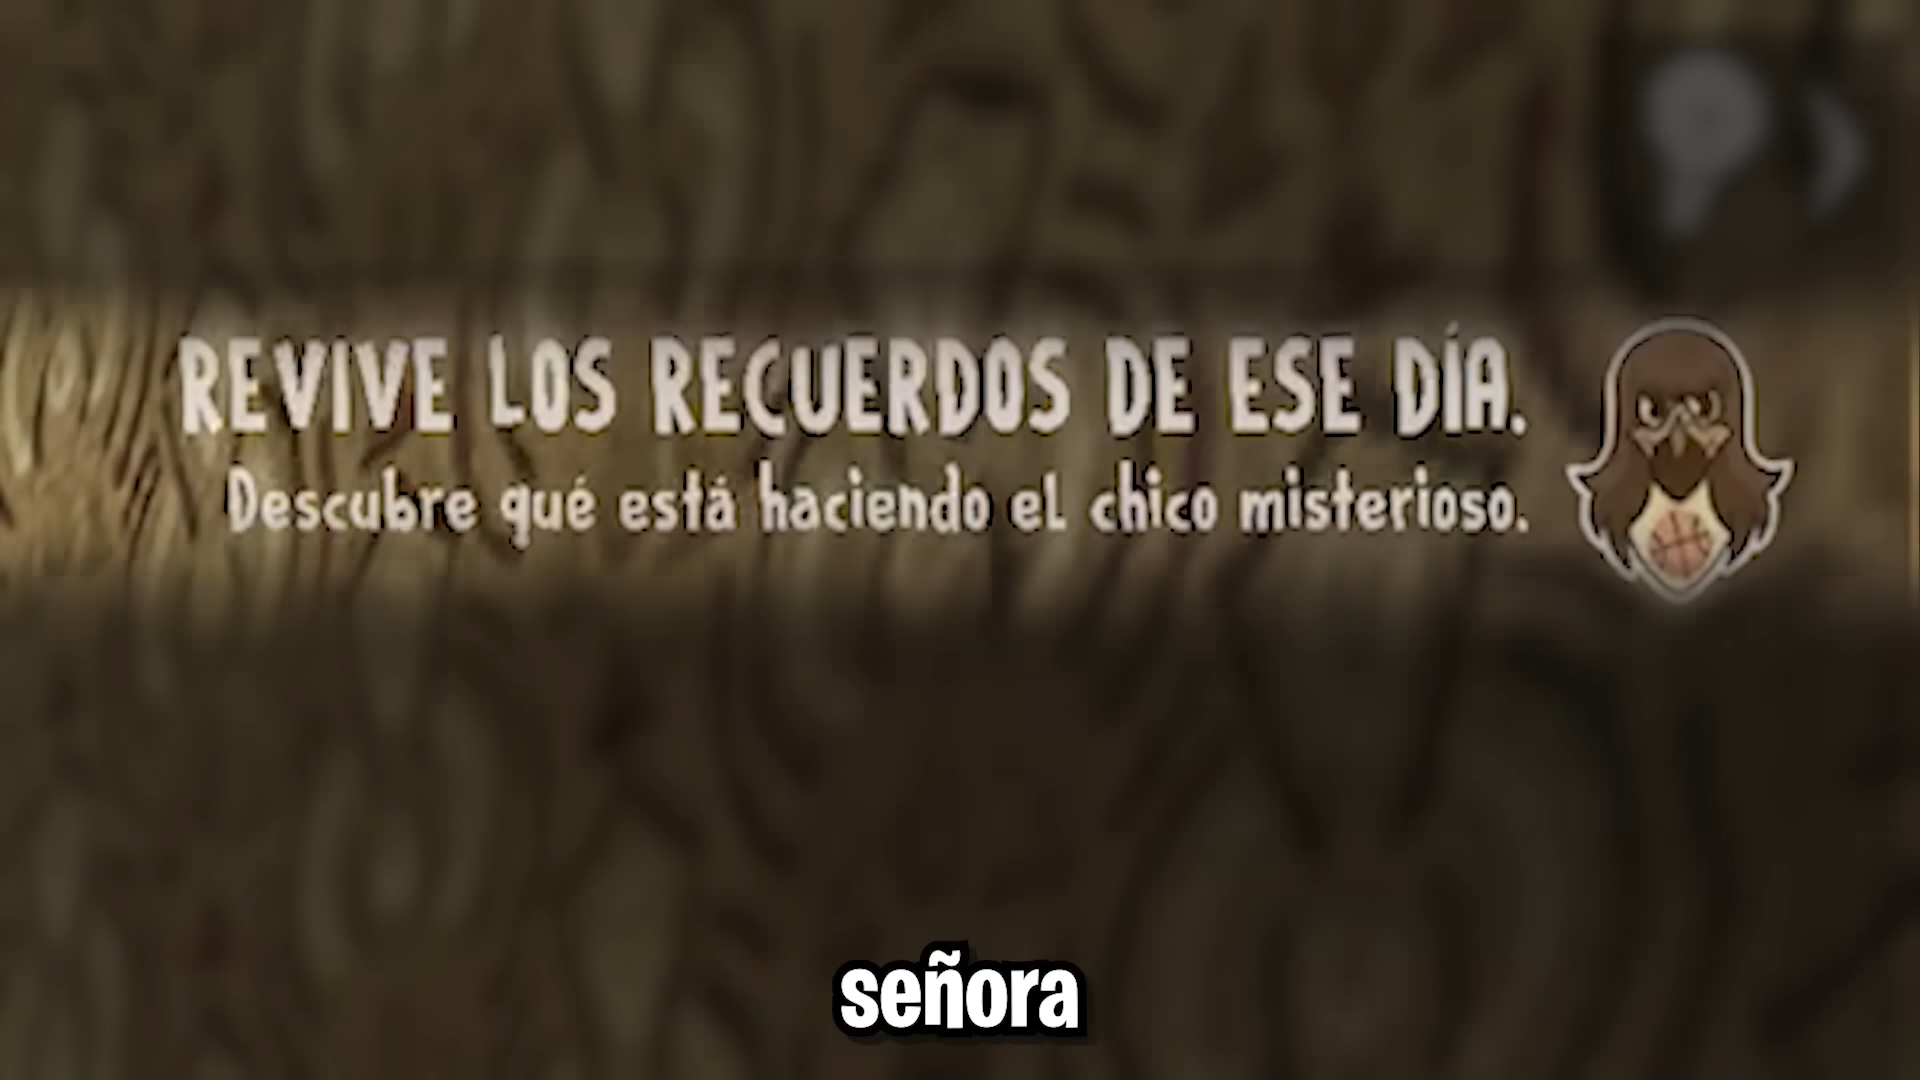 REVIVE LOS RECUERDOS DE ESE DÍA.
Descubre qué está haciendo el chico misterioso.
señora